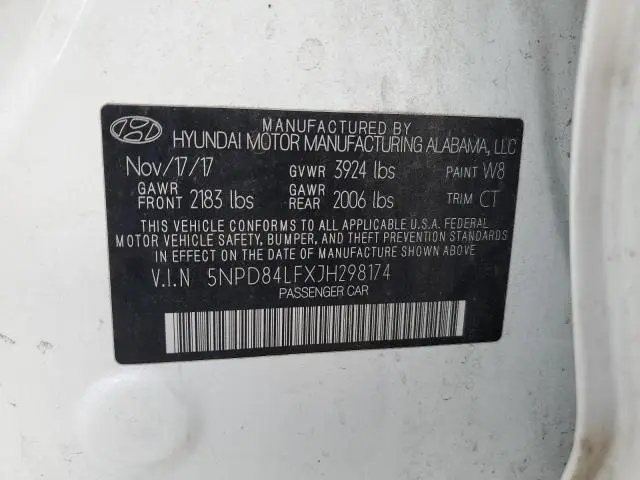 MANUFACTURED BY
HYUNDAI MOTOR MANUFACTURING ALABAMA, LLC
Nov/17/17 GVWR 3924 lbs PAINT W8
GAWR FRONT 2183 lbs GAWR REAR 2006 lbs TRIM CT
THIS VEHICLE CONFORMS TO ALL APPLICABLE U.S.A. FEDERAL
MOTOR VEHICLE SAFETY, BUMPER, AND THEFT PREVENTION STANDARDS
IN EFFECT ON THE DATE OF MANUFACTURE SHOWN ABOVE
V.I.N 5NPD84LFXJH298174
PASSENGER CAR